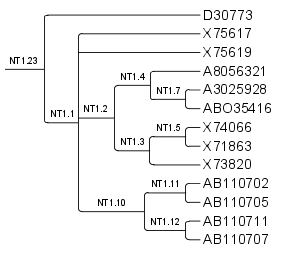 D30773
X75617
NT1.23
X75619
NT1.4
A8056321
NT1.7
A3025928
NT1.1
NT1.2
ABO35416
NT1.5
X74066
NT1.3
X71863
X73820
NT1.11
AB110702
NT1.10
AB110705
NT1.12
AB110711
AB110707